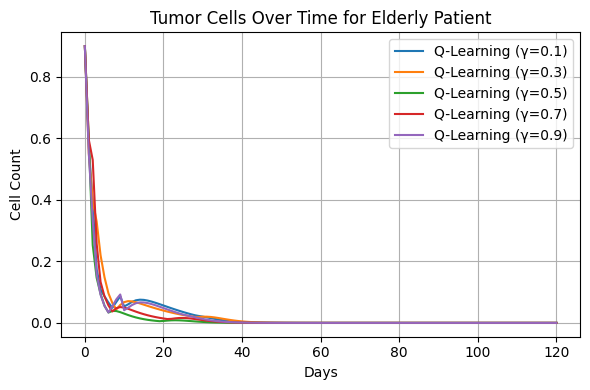 Tumor Cells Over Time for Elderly Patient
Q-Learning (γ=0.1)
Q-Learning (γ=0.3)
Q-Learning (γ=0.5)
Q-Learning (γ=0.7)
Q-Learning (γ=0.9)
Cell Count
0.8
0.6
0.4
0.2
0.0
0 20 40 60 80 100 120
Days